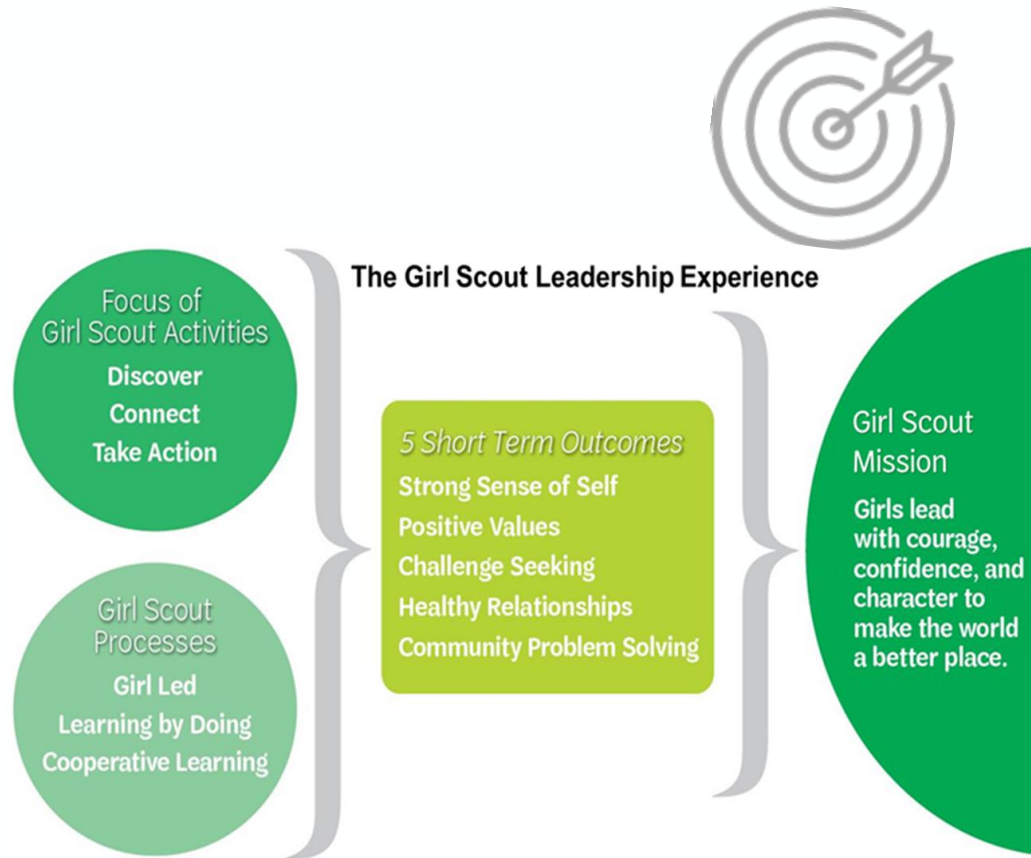 The Girl Scout Leadership Experience
Focus of
Girl Scout Activities
Discover
Connect
Take Action
Girl Scout
Processes
Girl Led
Learning by Doing
Cooperative Learning
5 Short Term Outcomes
Strong Sense of Self
Positive Values
Challenge Seeking
Healthy Relationships
Community Problem Solving
Girl Scout
Mission
Girls lead
with courage,
confidence, and
character to
make the world
a better place.